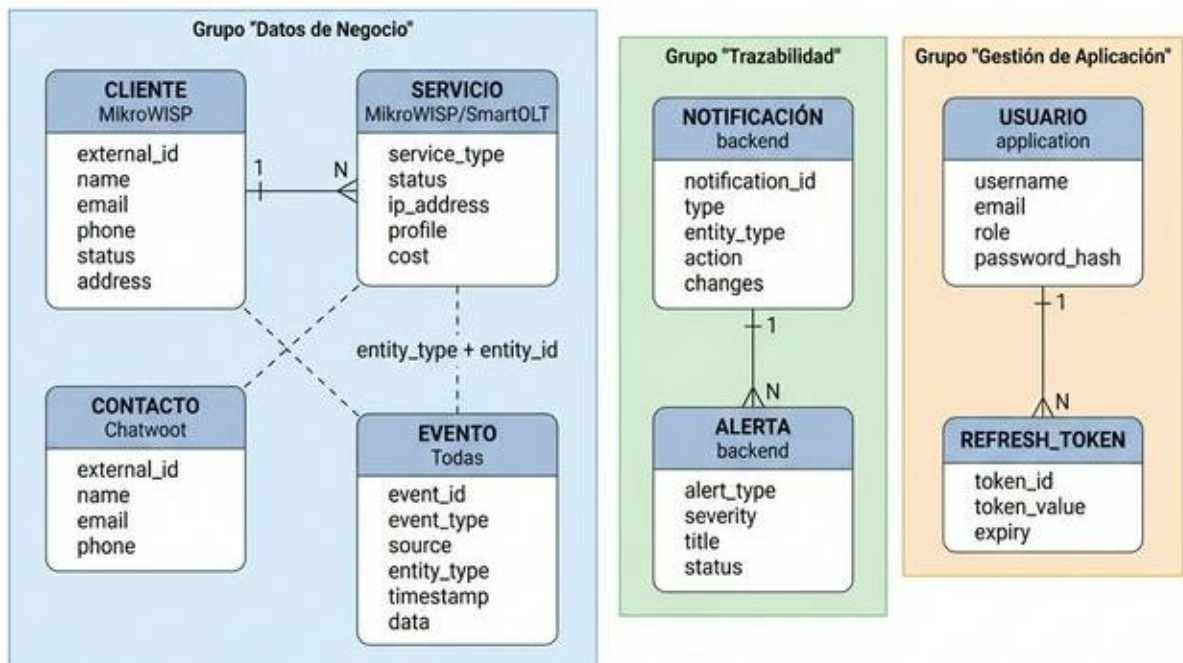 Grupo "Datos de Negocio"
CLIENTE
MikroWISP
external_id
name
email
phone
status
address
1
N
SERVICIO
MikroWISP/SmartOLT
service_type
status
ip_address
profile
cost
entity_type + entity_id
CONTACTO
Chatwoot
external_id
name
email
phone
EVENTO
Todas
event_id
event_type
source
entity_type
timestamp
data
Grupo "Trazabilidad"
NOTIFICACIÓN
backend
notification_id
type
entity_type
action
changes
1
N
ALERTA
backend
alert_type
severity
title
status
Grupo "Gestión de Aplicación"
USUARIO
application
username
email
role
password_hash
1
N
REFRESH_TOKEN
token_id
token_value
expiry